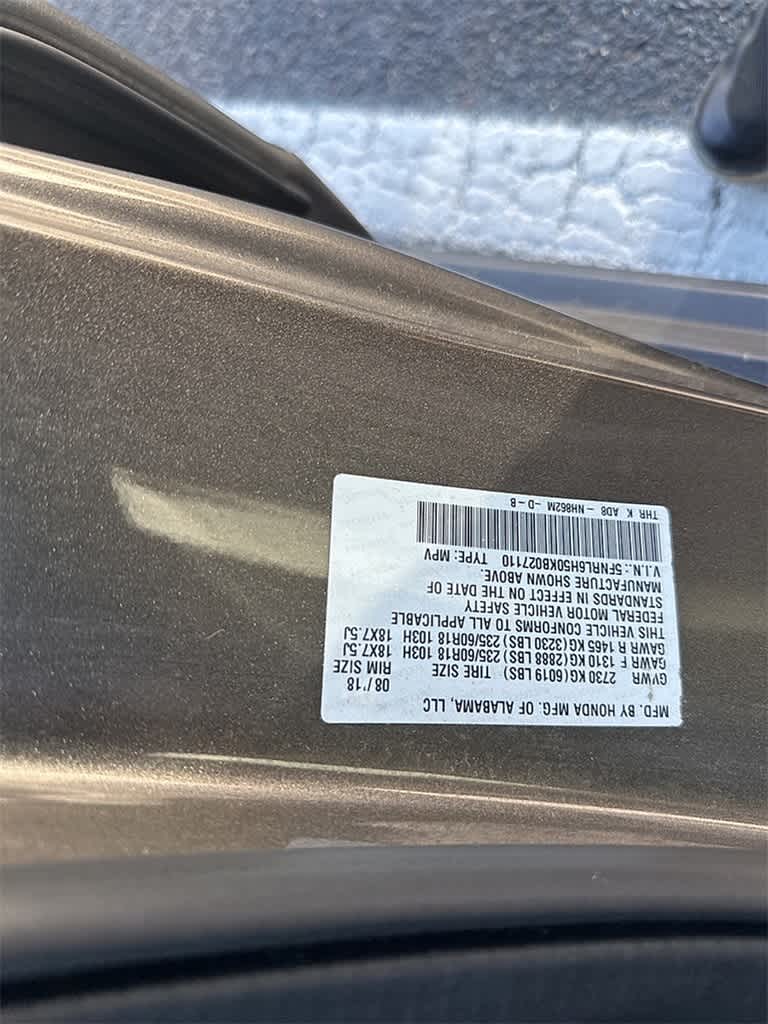 MFD. BY HONDA MFG. OF ALABAMA, LLC
08/'18
GVWR 2730 KG(6019 LBS) TIRE SIZE RIM SIZE
GAWR F 1310 KG(2888 LBS) 235/60R18 103H 18X7.5J
GAWR R 1465 KG(3230 LBS) 235/60R18 103H 18X7.5J
THIS VEHICLE CONFORMS TO ALL APPLICABLE
FEDERAL MOTOR VEHICLE SAFETY
STANDARDS IN EFFECT ON THE DATE OF
MANUFACTURE SHOWN ABOVE.
V.I.N.: 5FNRL6H50KB027110 TYPE: MPV
THR K AD8 - NH862M -D-B